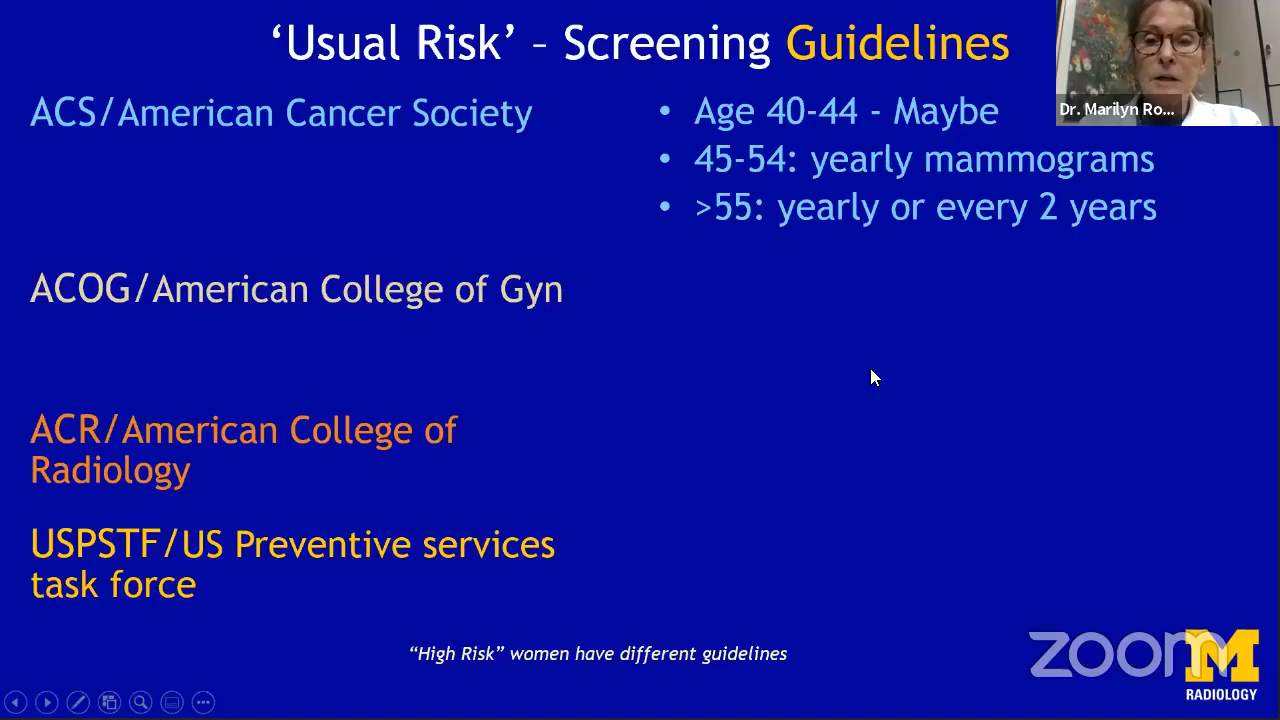 ‘Usual Risk’ – Screening Guidelines
Dr. Marilyn Ro...
ACS/American Cancer Society
• Age 40-44 - Maybe
• 45-54: yearly mammograms
• >55: yearly or every 2 years
ACOG/American College of Gyn
ACR/American College of
Radiology
USPSTF/US Preventive services
task force
“High Risk” women have different guidelines
zoom
M
RADIOLOGY